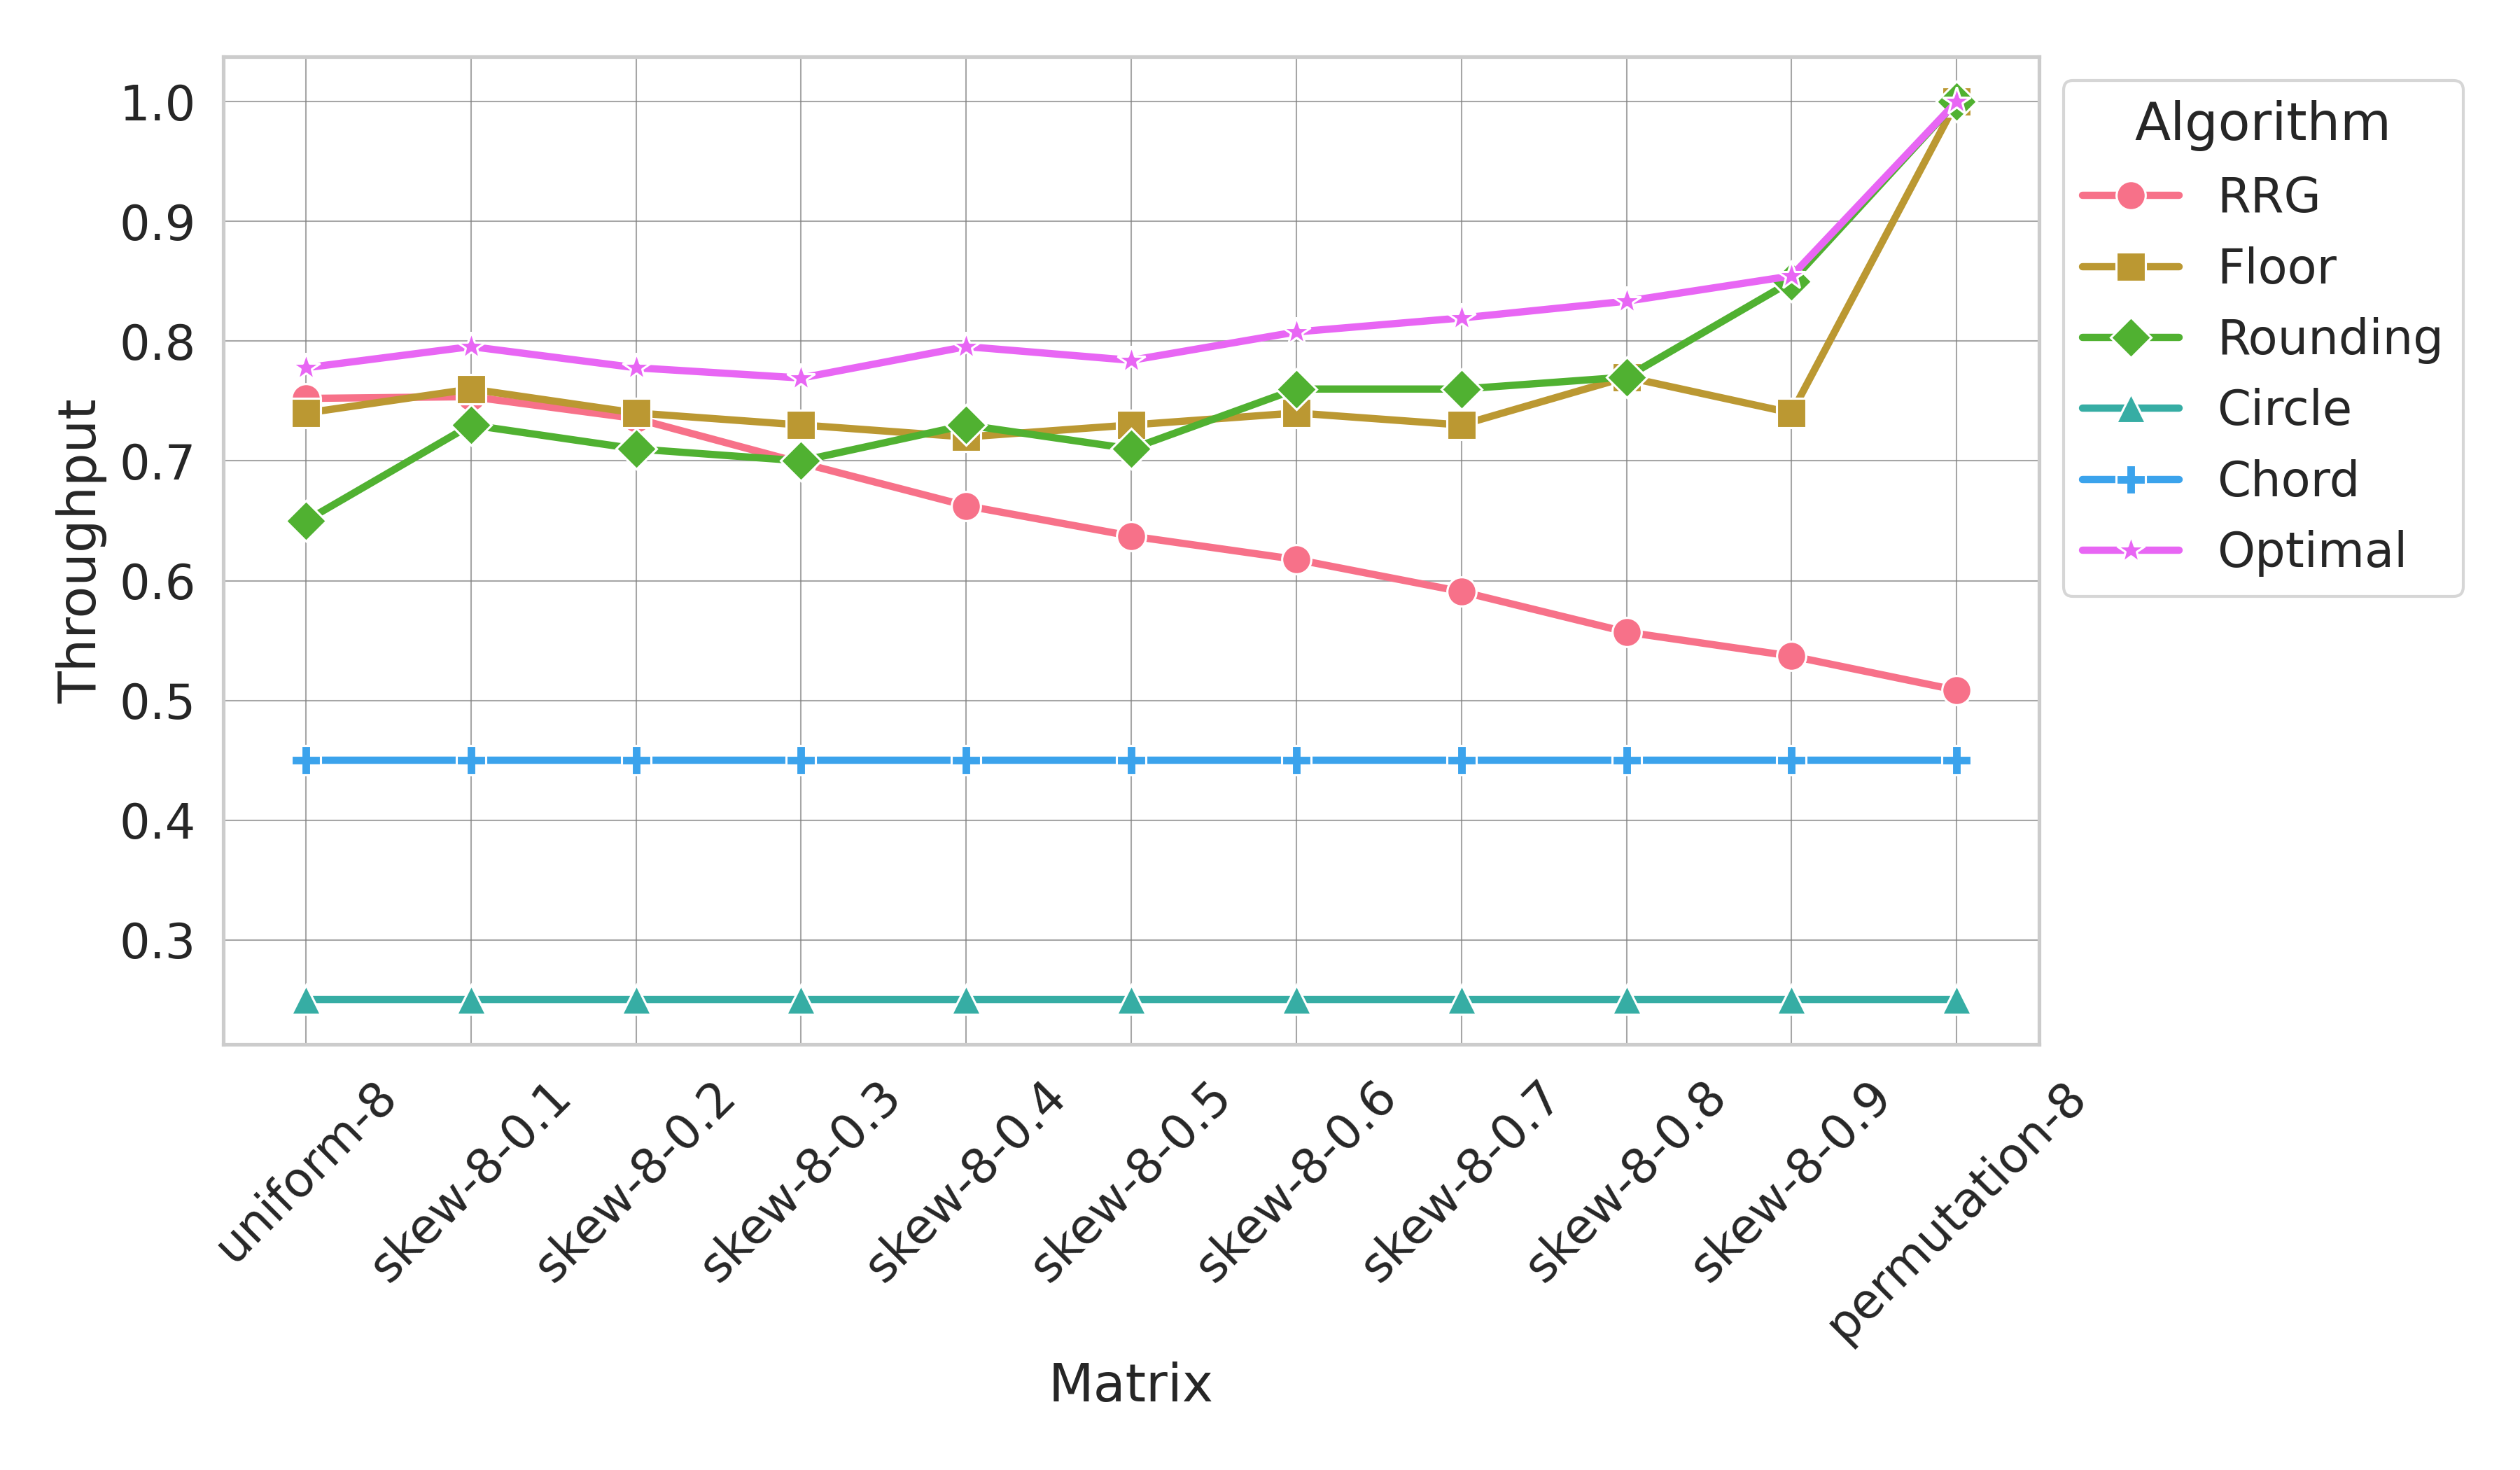 Throughput
1.0
0.9
0.8
0.7
0.6
0.5
0.4
0.3
uniform-8
skew-8-0.1
skew-8-0.2
skew-8-0.3
skew-8-0.4
skew-8-0.5
skew-8-0.6
skew-8-0.7
skew-8-0.8
skew-8-0.9
permutation-8
Matrix
Algorithm
RRG
Floor
Rounding
Circle
Chord
Optimal